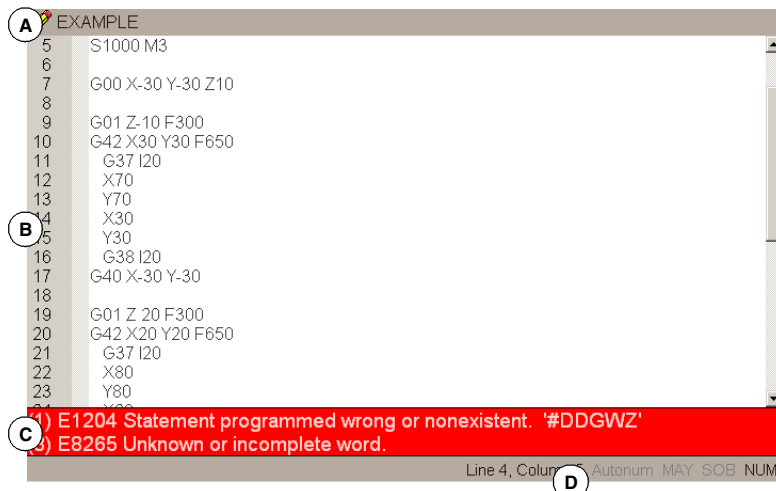 A EXAMPLE
5 S1000 M3
6
7 G00 X-30 Y-30 Z10
8
9 G01 Z-10 F300
10 G42 X30 Y30 F650
11 G37 I20
12 X70
13 Y70
14 X30
B
15 Y30
16 G38 I20
17 G40 X-30 Y-30
18
19 G01 Z 20 F300
20 G42 X20 Y20 F650
21 G37 I20
22 X80
23 Y80
(1) E1204 Statement programmed wrong or nonexistent. '#DDGWZ'
C
E8265 Unknown or incomplete word.
Line 4, Autonum MAY SOB NUM
D